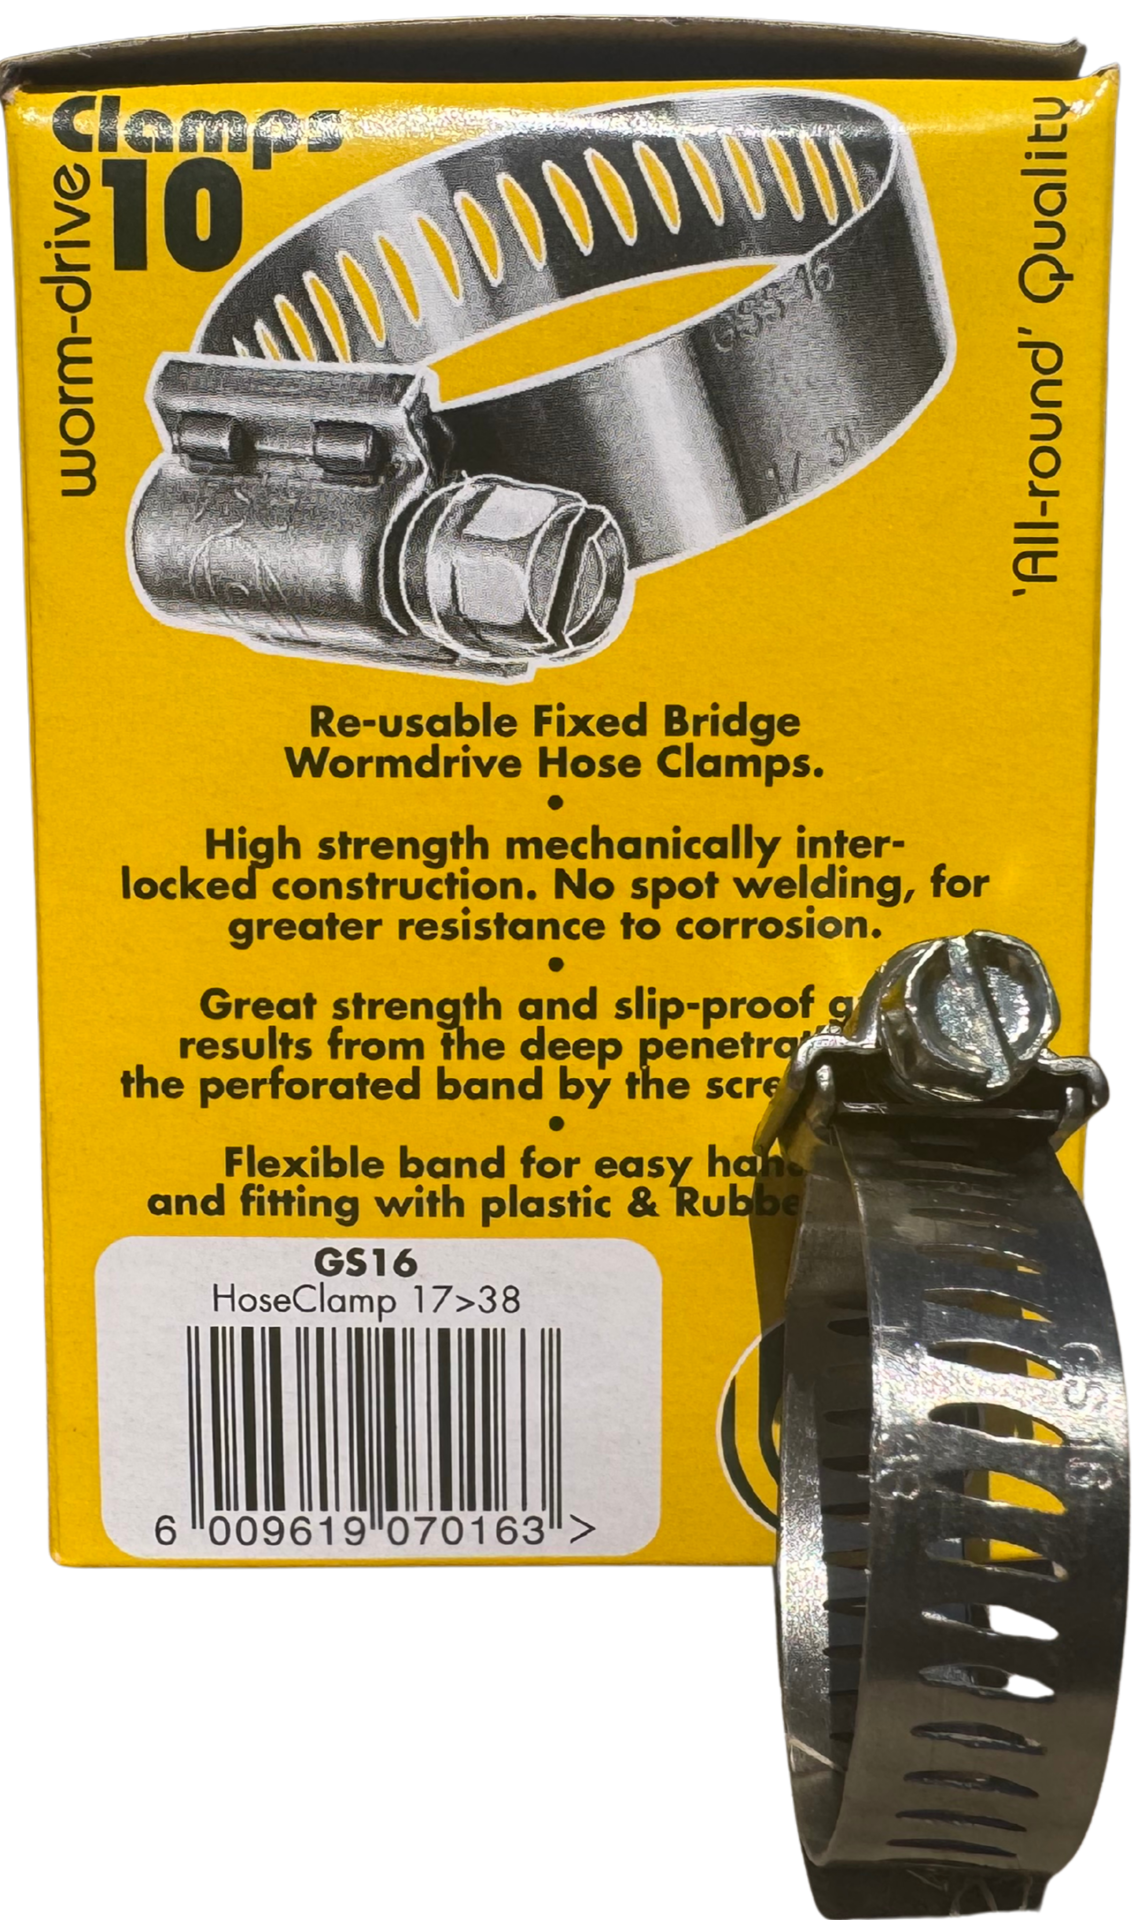 Clamps
10
worm-drive
'All-round' Quality
GSS-16
Re-usable Fixed Bridge
Wormdrive Hose Clamps.
•
High strength mechanically inter-
locked construction. No spot welding, for
greater resistance to corrosion.
•
Great strength and slip-proof
results from the deep
the perforated band by the
•
Flexible band for easy
and fitting with plastic &
GS16
HoseClamp 17>38
6 009619 070163 >